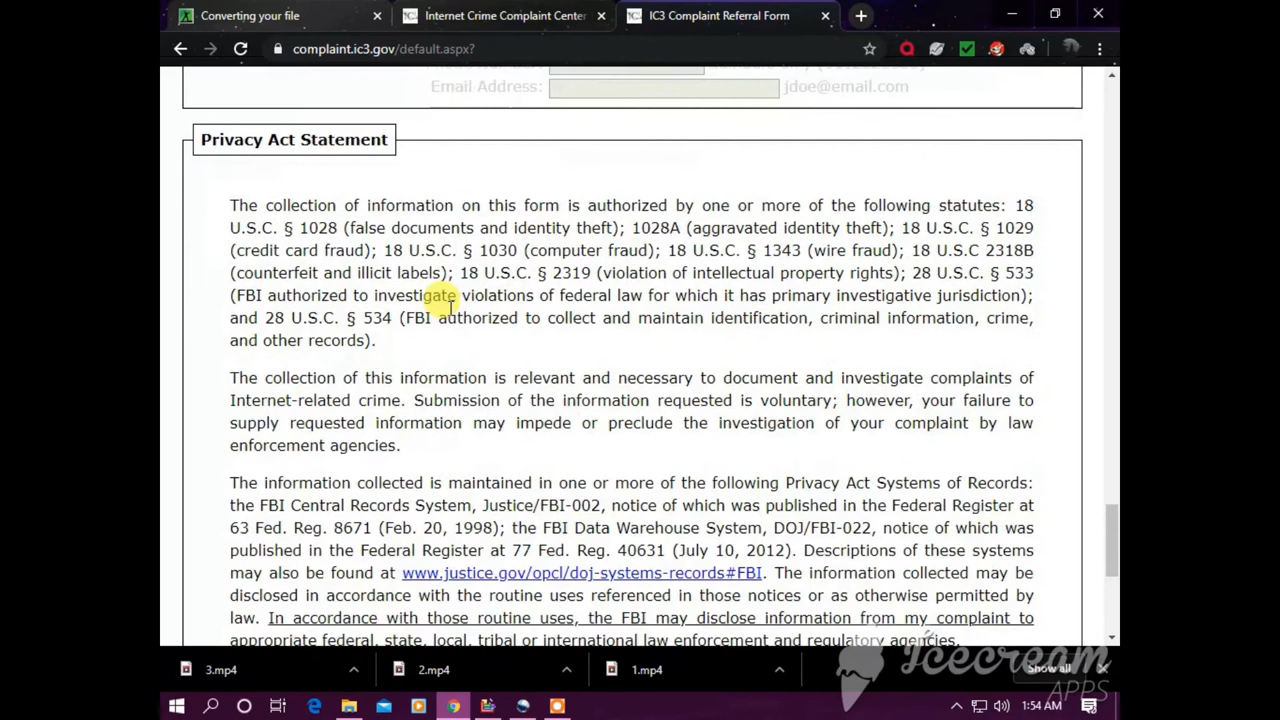 Converting your file
Internet Crime Complaint Center
IC3 Complaint Referral Form
complaint.ic3.gov/default.aspx?
Email Address: jdoe@email.com
Privacy Act Statement
The collection of information on this form is authorized by one or more of the following statutes: 18
U.S.C. § 1028 (false documents and identity theft); 1028A (aggravated identity theft); 18 U.S.C. § 1029
(credit card fraud); 18 U.S.C. § 1030 (computer fraud); 18 U.S.C. § 1343 (wire fraud); 18 U.S.C 2318B
(counterfeit and illicit labels); 18 U.S.C. § 2319 (violation of intellectual property rights); 28 U.S.C. § 533
(FBI authorized to investigate violations of federal law for which it has primary investigative jurisdiction);
and 28 U.S.C. § 534 (FBI authorized to collect and maintain identification, criminal information, crime,
and other records).
The collection of this information is relevant and necessary to document and investigate complaints of
Internet-related crime. Submission of the information requested is voluntary; however, your failure to
supply requested information may impede or preclude the investigation of your complaint by law
enforcement agencies.
The information collected is maintained in one or more of the following Privacy Act Systems of Records:
the FBI Central Records System, Justice/FBI-002, notice of which was published in the Federal Register at
63 Fed. Reg. 8671 (Feb. 20, 1998); the FBI Data Warehouse System, DOJ/FBI-022, notice of which was
published in the Federal Register at 77 Fed. Reg. 40631 (July 10, 2012). Descriptions of these systems
may also be found at www.justice.gov/opcl/doj-systems-records#FBI. The information collected may be
disclosed in accordance with the routine uses referenced in those notices or as otherwise permitted by
law. In accordance with those routine uses, the FBI may disclose information from my complaint to
appropriate federal, state, local, tribal or international law enforcement and regulatory agencies.
3.mp4
2.mp4
1.mp4
Show all
Icecream
APPS
1:54 AM